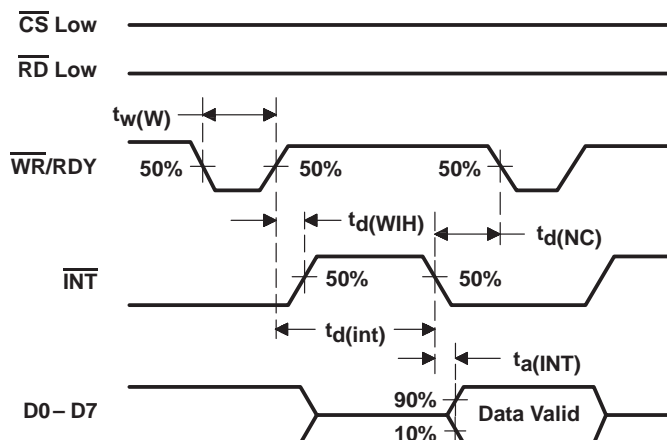 CS Low
RD Low
tw(W)
WR/RDY
50%
50%
50%
td(WIH)
td(NC)
INT
50%
50%
td(int)
ta(INT)
D0–D7
90%
Data Valid
10%